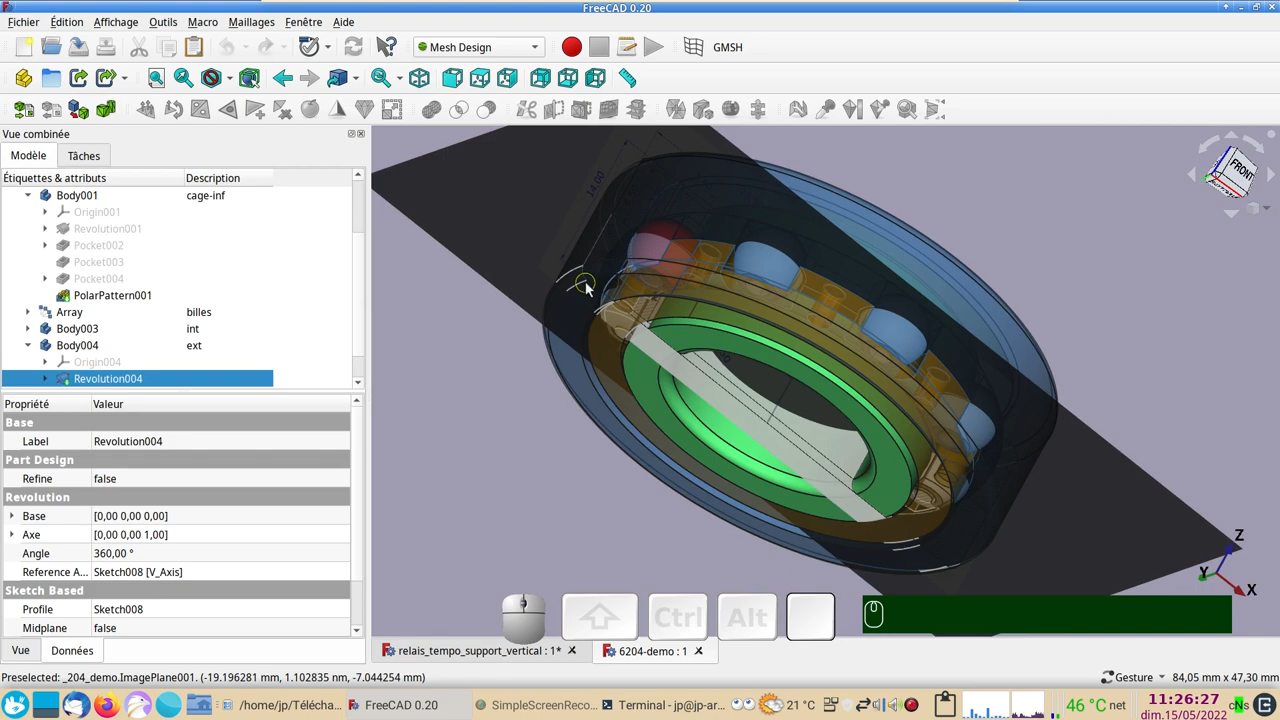 FreeCAD 0.20
Fichier Édition Affichage Outils Macro Maillages Fenêtre Aide
Mesh Design GMSH
Vue combinée
Modèle Tâches
Étiquettes & attributs Description
Body001 cage-inf
Origin001
Revolution001
Pocket002
Pocket003
Pocket004
PolarPattern001
Array billes
Body003 int
Body004 ext
Origin004
Revolution004
Propriété Valeur
Base
Label Revolution004
Part Design
Refine false
Revolution
Base [0,00 0,00 0,00]
Axe [0,00 0,00 1,00]
Angle 360,00 °
Reference A... Sketch008 [V_Axis]
Sketch Based
Profile Sketch008
Midplane false
Vue Données
14.00
FRONT
Z
Y
X
Ctrl Alt
relais_tempo_support_vertical : 1* 6204-demo : 1
Preselected: _204_demo.ImagePlane001. (-19.196281 mm, 1.102835 nm, -7.044254 mm) Gesture 84,05 mm x 47,30 mm
/home/jp/Télécha... FreeCAD 0.20 SimpleScreenReco... Terminal - jp@jp-ar... 21 °C 46 °C net 11:26:27
dim.15/05/2022